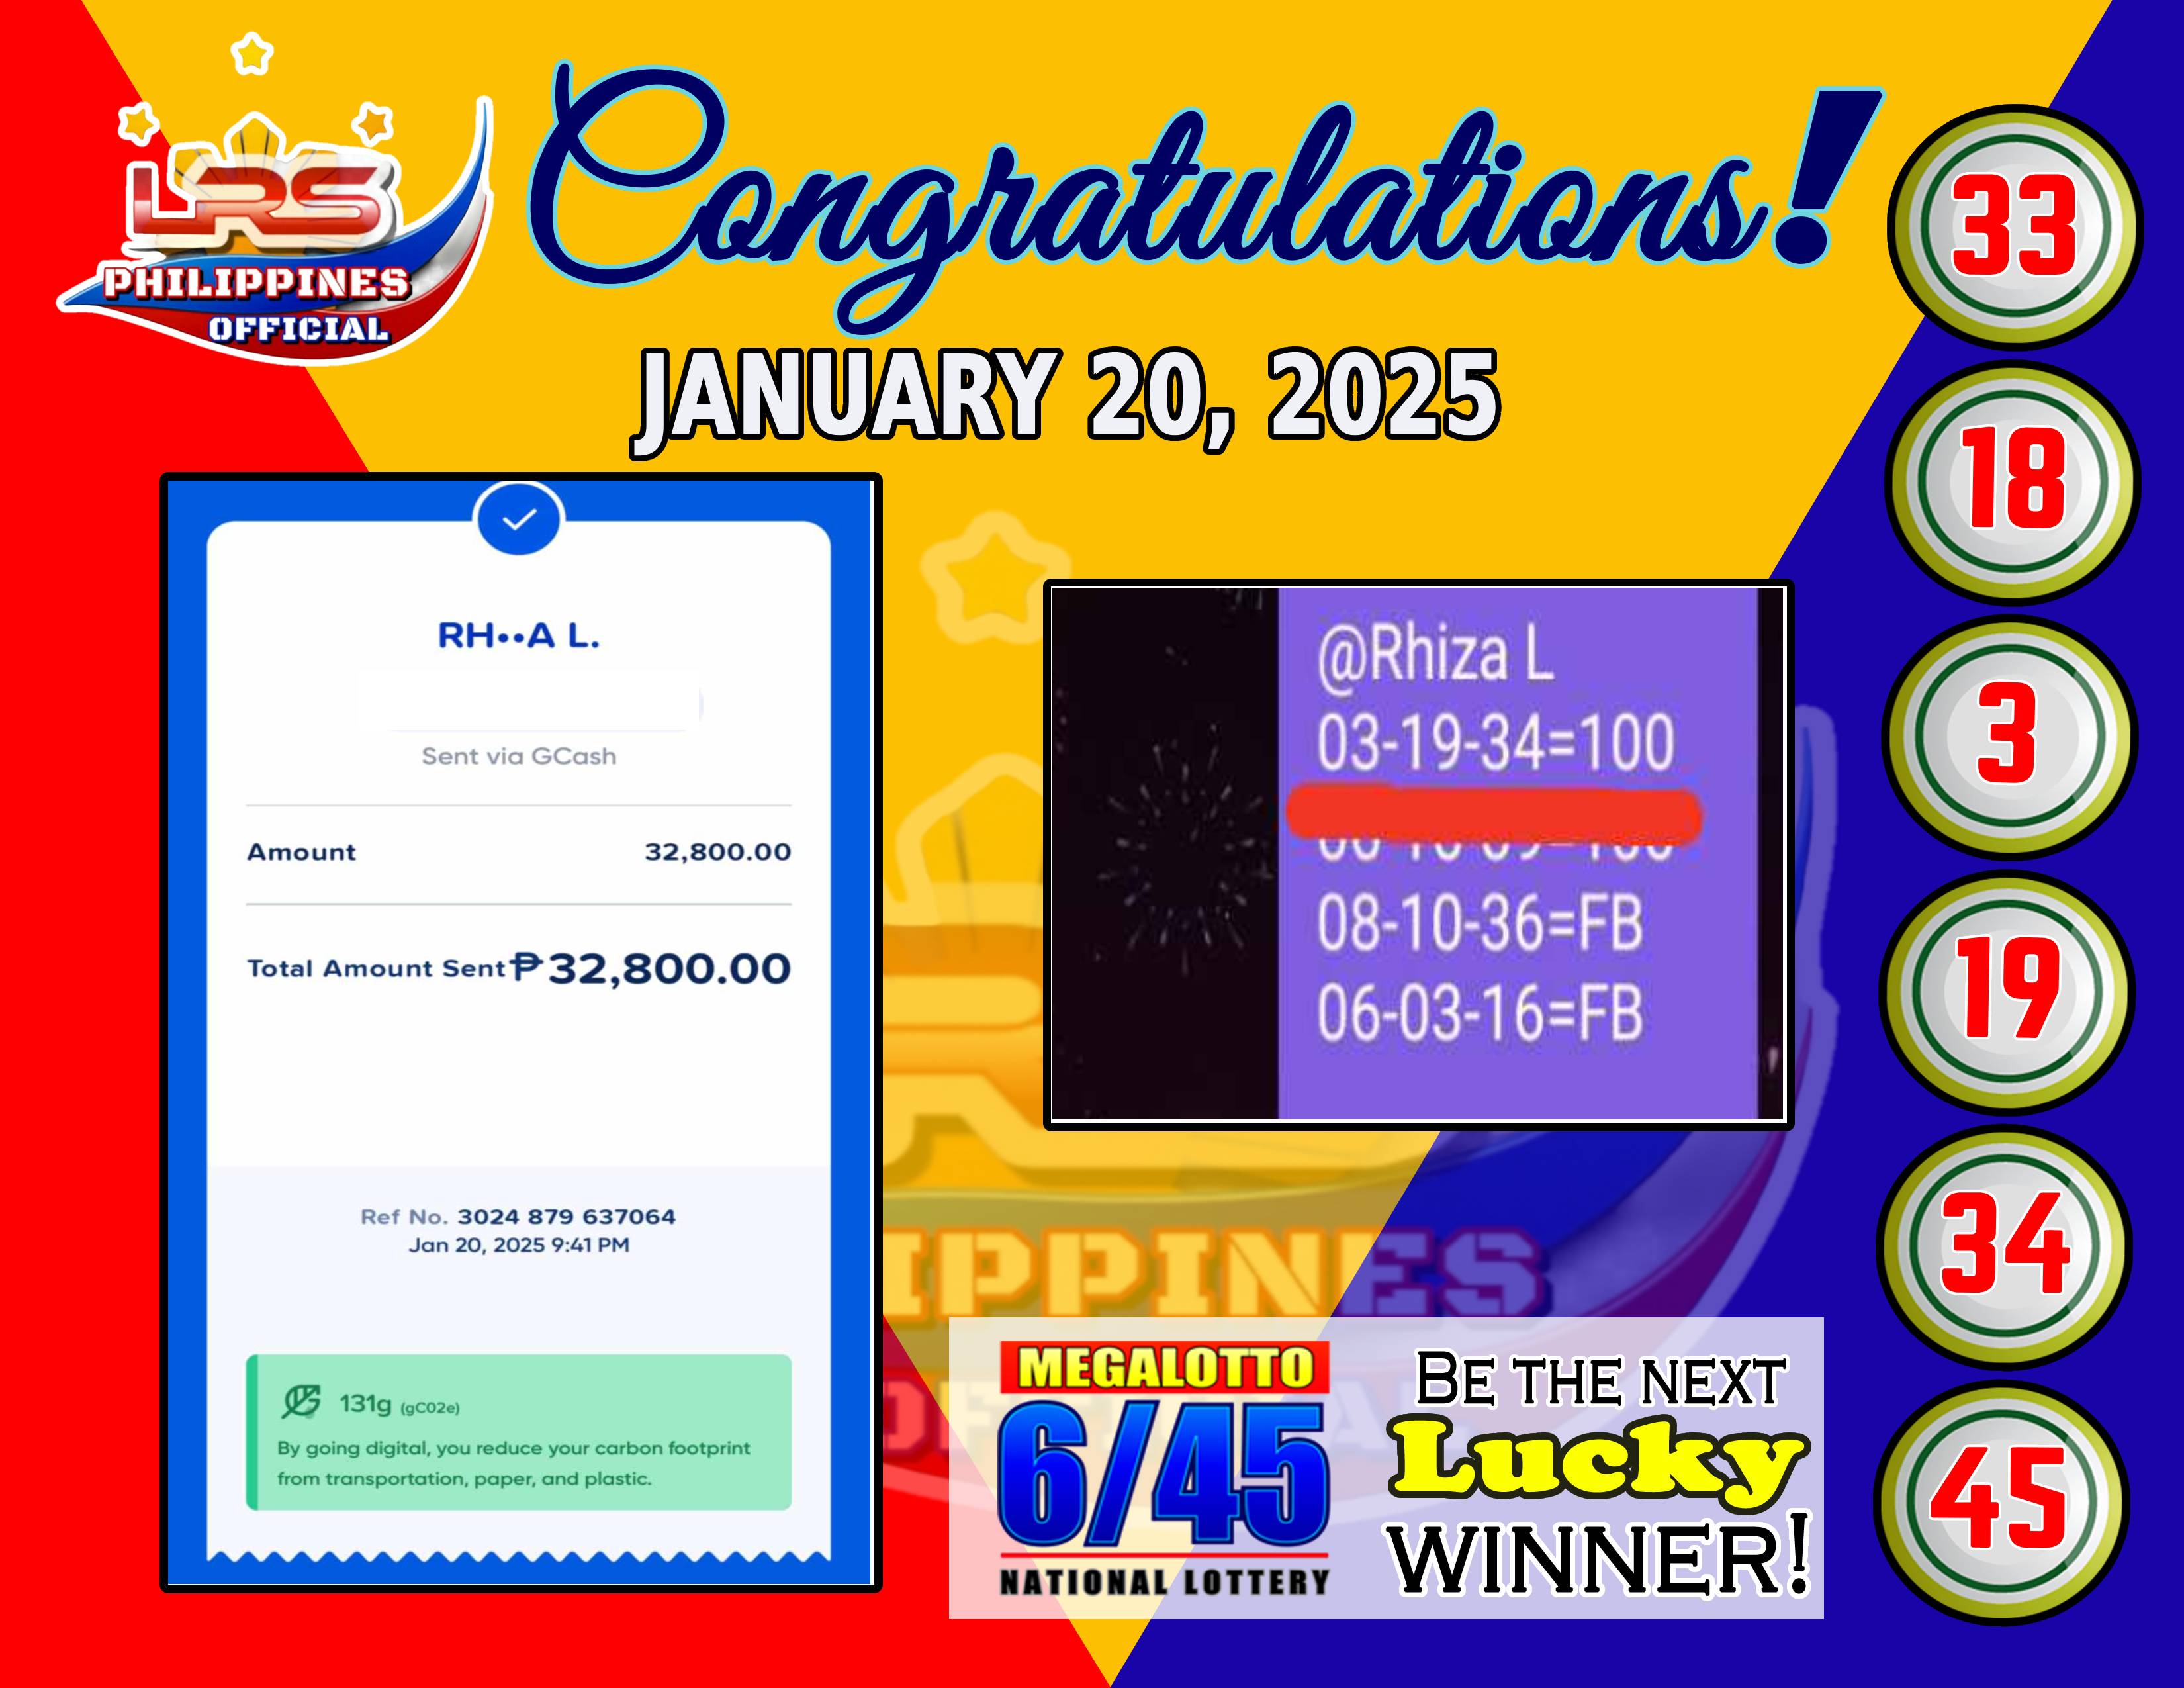 LRS
PHILIPPINES
OFFICIAL
Congratulations!
JANUARY 20, 2025
RH••A L.
Sent via GCash
Amount 32,800.00
Total Amount Sent ₱32,800.00
Ref No. 3024 879 637064
Jan 20, 2025 9:41 PM
131g (gCO2e)
By going digital, you reduce your carbon footprint
from transportation, paper, and plastic.
@Rhiza L
03-19-34=100
08-10-36=FB
06-03-16=FB
MEGALOTTO
6/45
NATIONAL LOTTERY
BE THE NEXT
Lucky
WINNER!
33
18
3
19
34
45